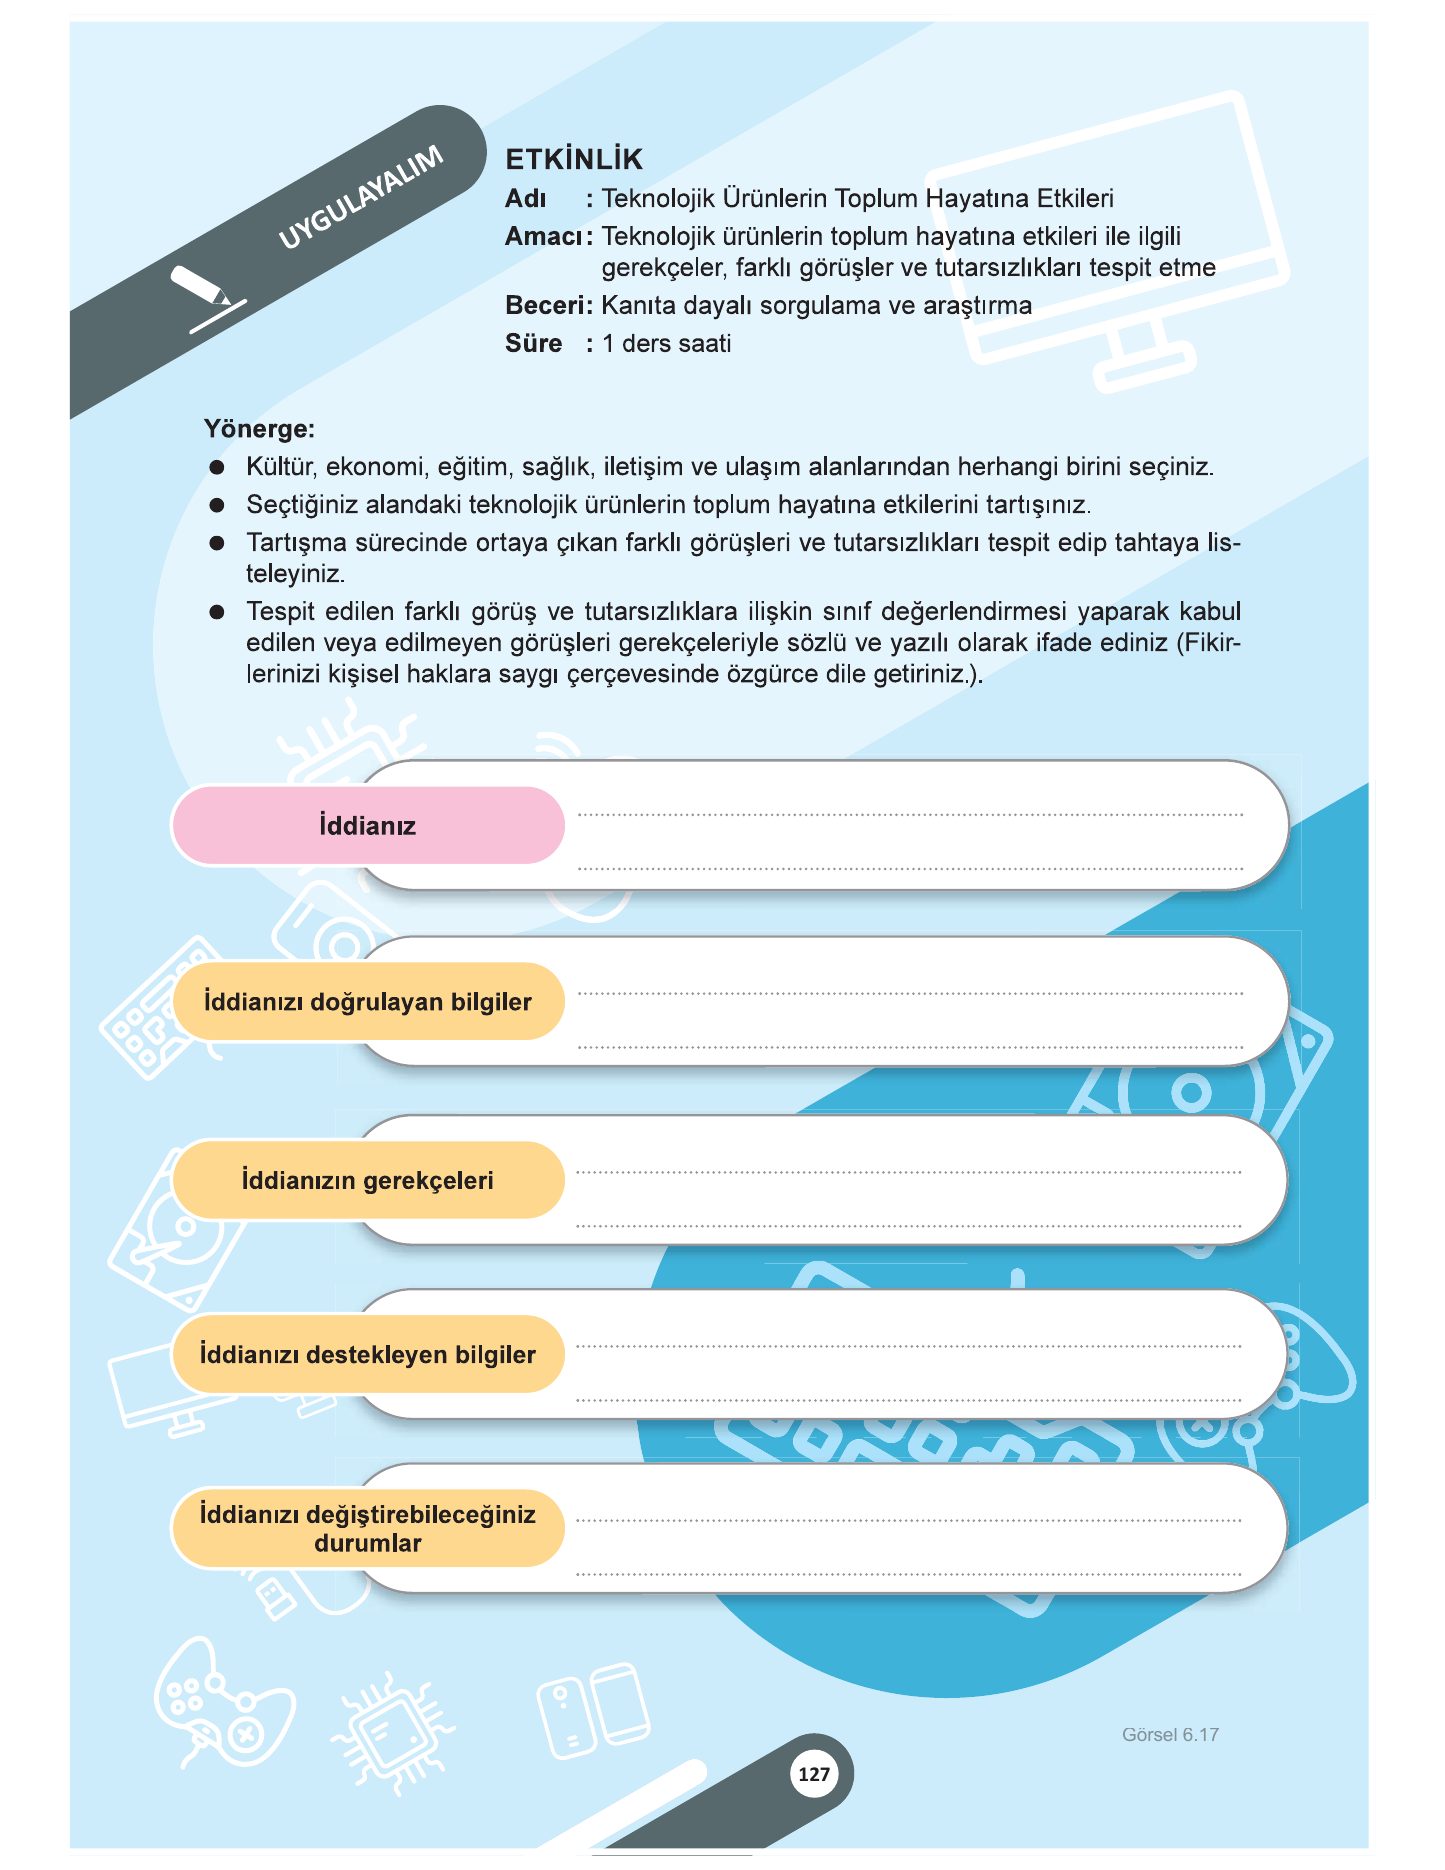 UYGULAYALIM
ETKİNLİK
Adı : Teknolojik Ürünlerin Toplum Hayatına Etkileri
Amacı: Teknolojik ürünlerin toplum hayatına etkileri ile ilgili
gerekçeler, farklı görüşler ve tutarsızlıkları tespit etme
Beceri: Kanıta dayalı sorgulama ve araştırma
Süre : 1 ders saati
Yönerge:
● Kültür, ekonomi, eğitim, sağlık, iletişim ve ulaşım alanlarından herhangi birini seçiniz.
● Seçtiğiniz alandaki teknolojik ürünlerin toplum hayatına etkilerini tartışınız.
● Tartışma sürecinde ortaya çıkan farklı görüşleri ve tutarsızlıkları tespit edip tahtaya lis-
teleyiniz.
● Tespit edilen farklı görüş ve tutarsızlıklara ilişkin sınıf değerlendirmesi yaparak kabul
edilen veya edilmeyen görüşleri gerekçeleriyle sözlü ve yazılı olarak ifade ediniz (Fikir-
lerinizi kişisel haklara saygı çerçevesinde özgürce dile getiriniz.).
İddianız
İddianızı doğrulayan bilgiler
İddianızın gerekçeleri
İddianızı destekleyen bilgiler
İddianızı değiştirebileceğiniz
durumlar
Görsel 6.17
127